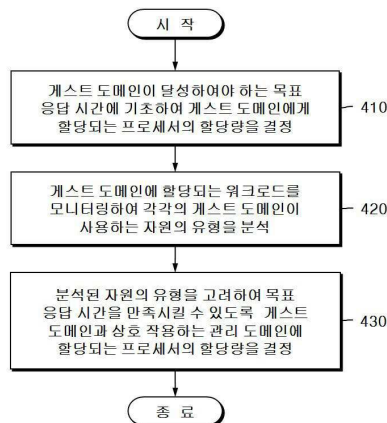 시 작
게스트 도메인이 달성하여야 하는 목표
응답 시간에 기초하여 게스트 도메인에게
할당되는 프로세서의 할당량을 결정
410
게스트 도메인에 할당되는 워크로드를
모니터링하여 각각의 게스트 도메인이
사용하는 자원의 유형을 분석
420
분석된 자원의 유형을 고려하여 목표
응답 시간을 만족시킬 수 있도록 게스트
도메인과 상호 작용하는 관리 도메인에
할당되는 프로세서의 할당량을 결정
430
종 료